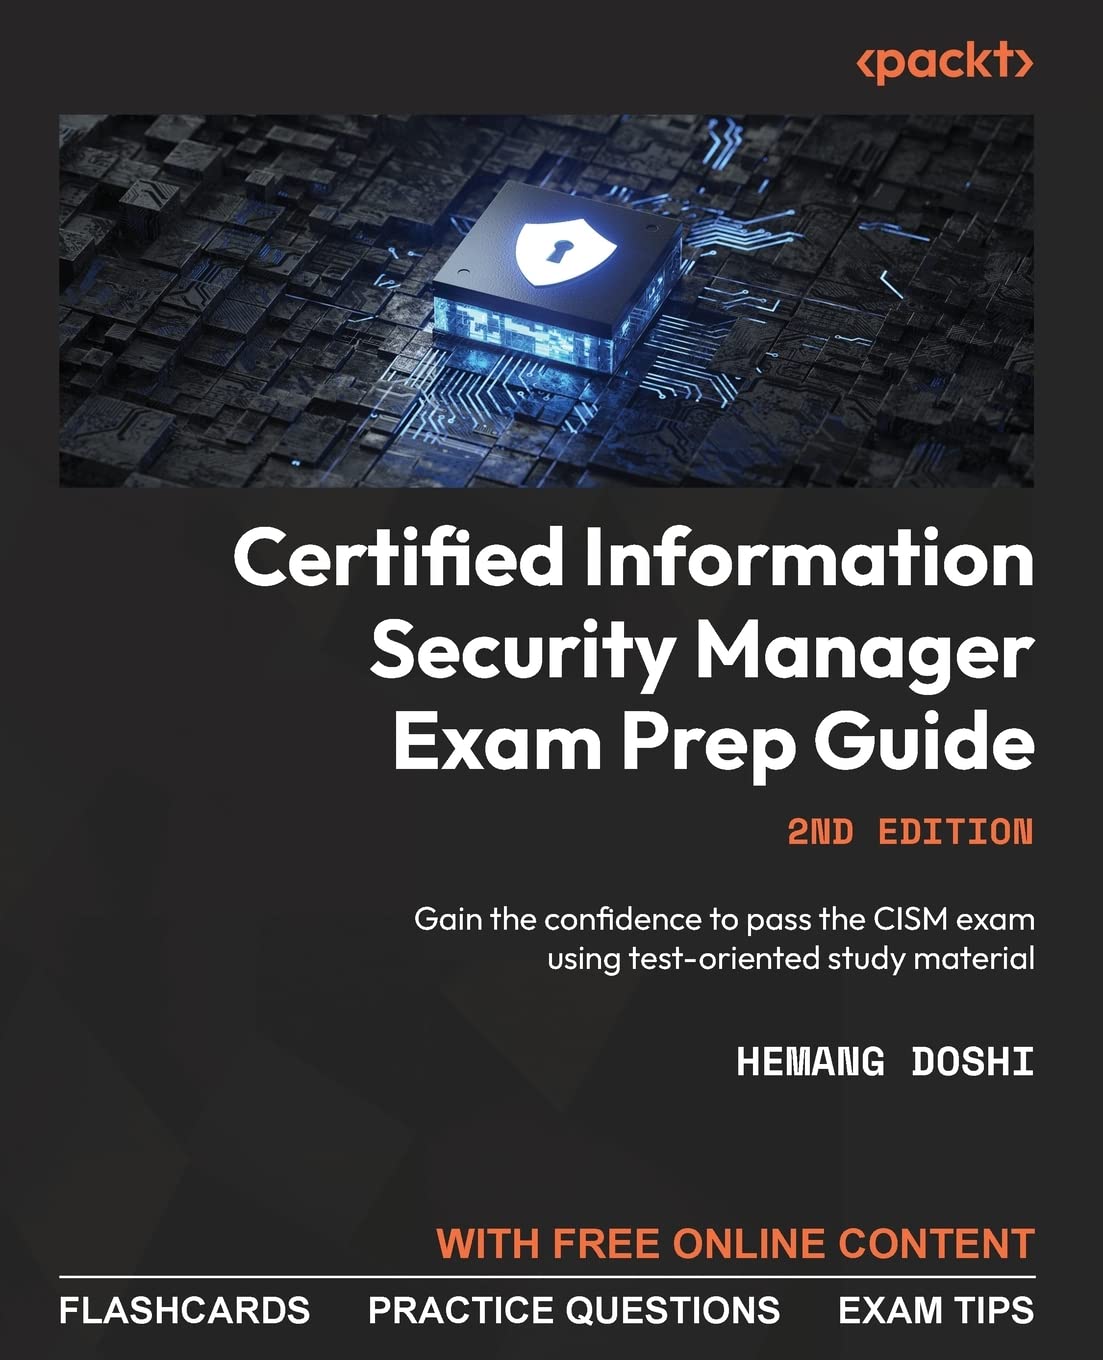 <packt>
Certified Information
Security Manager
Exam Prep Guide
2ND EDITION
Gain the confidence to pass the CISM exam
using test-oriented study material
HEMANG DOSHI
WITH FREE ONLINE CONTENT
FLASHCARDS PRACTICE QUESTIONS EXAM TIPS